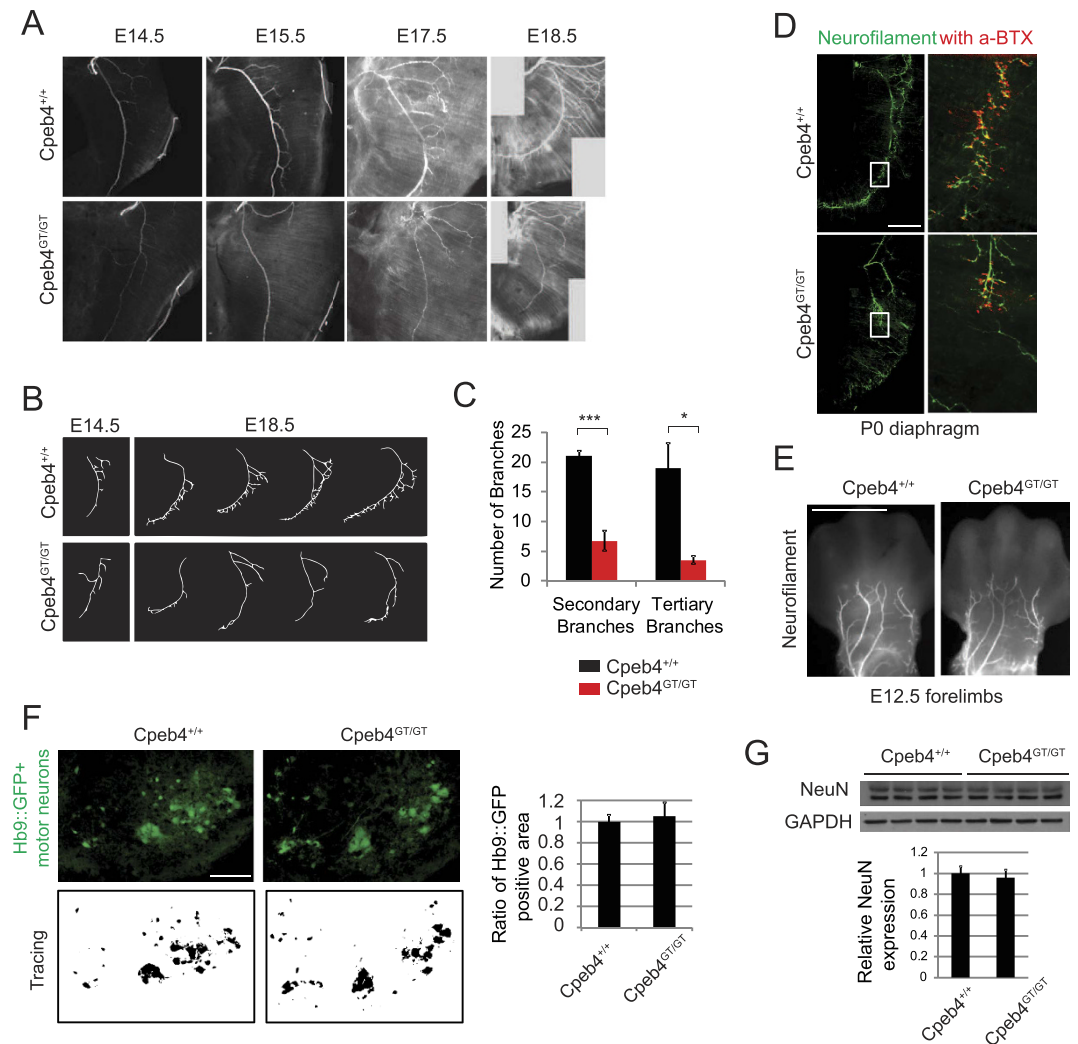 A
E14.5 E15.5 E17.5 E18.5
Cpeb4+/+
Cpeb4GT/GT
B
E14.5 E18.5
Cpeb4+/+
Cpeb4GT/GT
C
*** *
Number of Branches
25
20
15
10
5
0
Secondary Branches
Tertiary Branches
Cpeb4+/+
Cpeb4GT/GT
D
Neurofilament with a-BTX
Cpeb4+/+
Cpeb4GT/GT
P0 diaphragm
E
Cpeb4+/+ Cpeb4GT/GT
Neurofilament
E12.5 forelimbs
F
Cpeb4+/+ Cpeb4GT/GT
Hb9::GFP+
motor neurons
Tracing
Ratio of Hb9::GFP
positive area
1.2
1
0.8
0.6
0.4
0.2
0
Cpeb4+/+ Cpeb4GT/GT
G
Cpeb4+/+ Cpeb4GT/GT
NeuN
GAPDH
Relative NeuN
expression
1.2
1
0.8
0.6
0.4
0.2
0
Cpeb4+/+ Cpeb4GT/GT